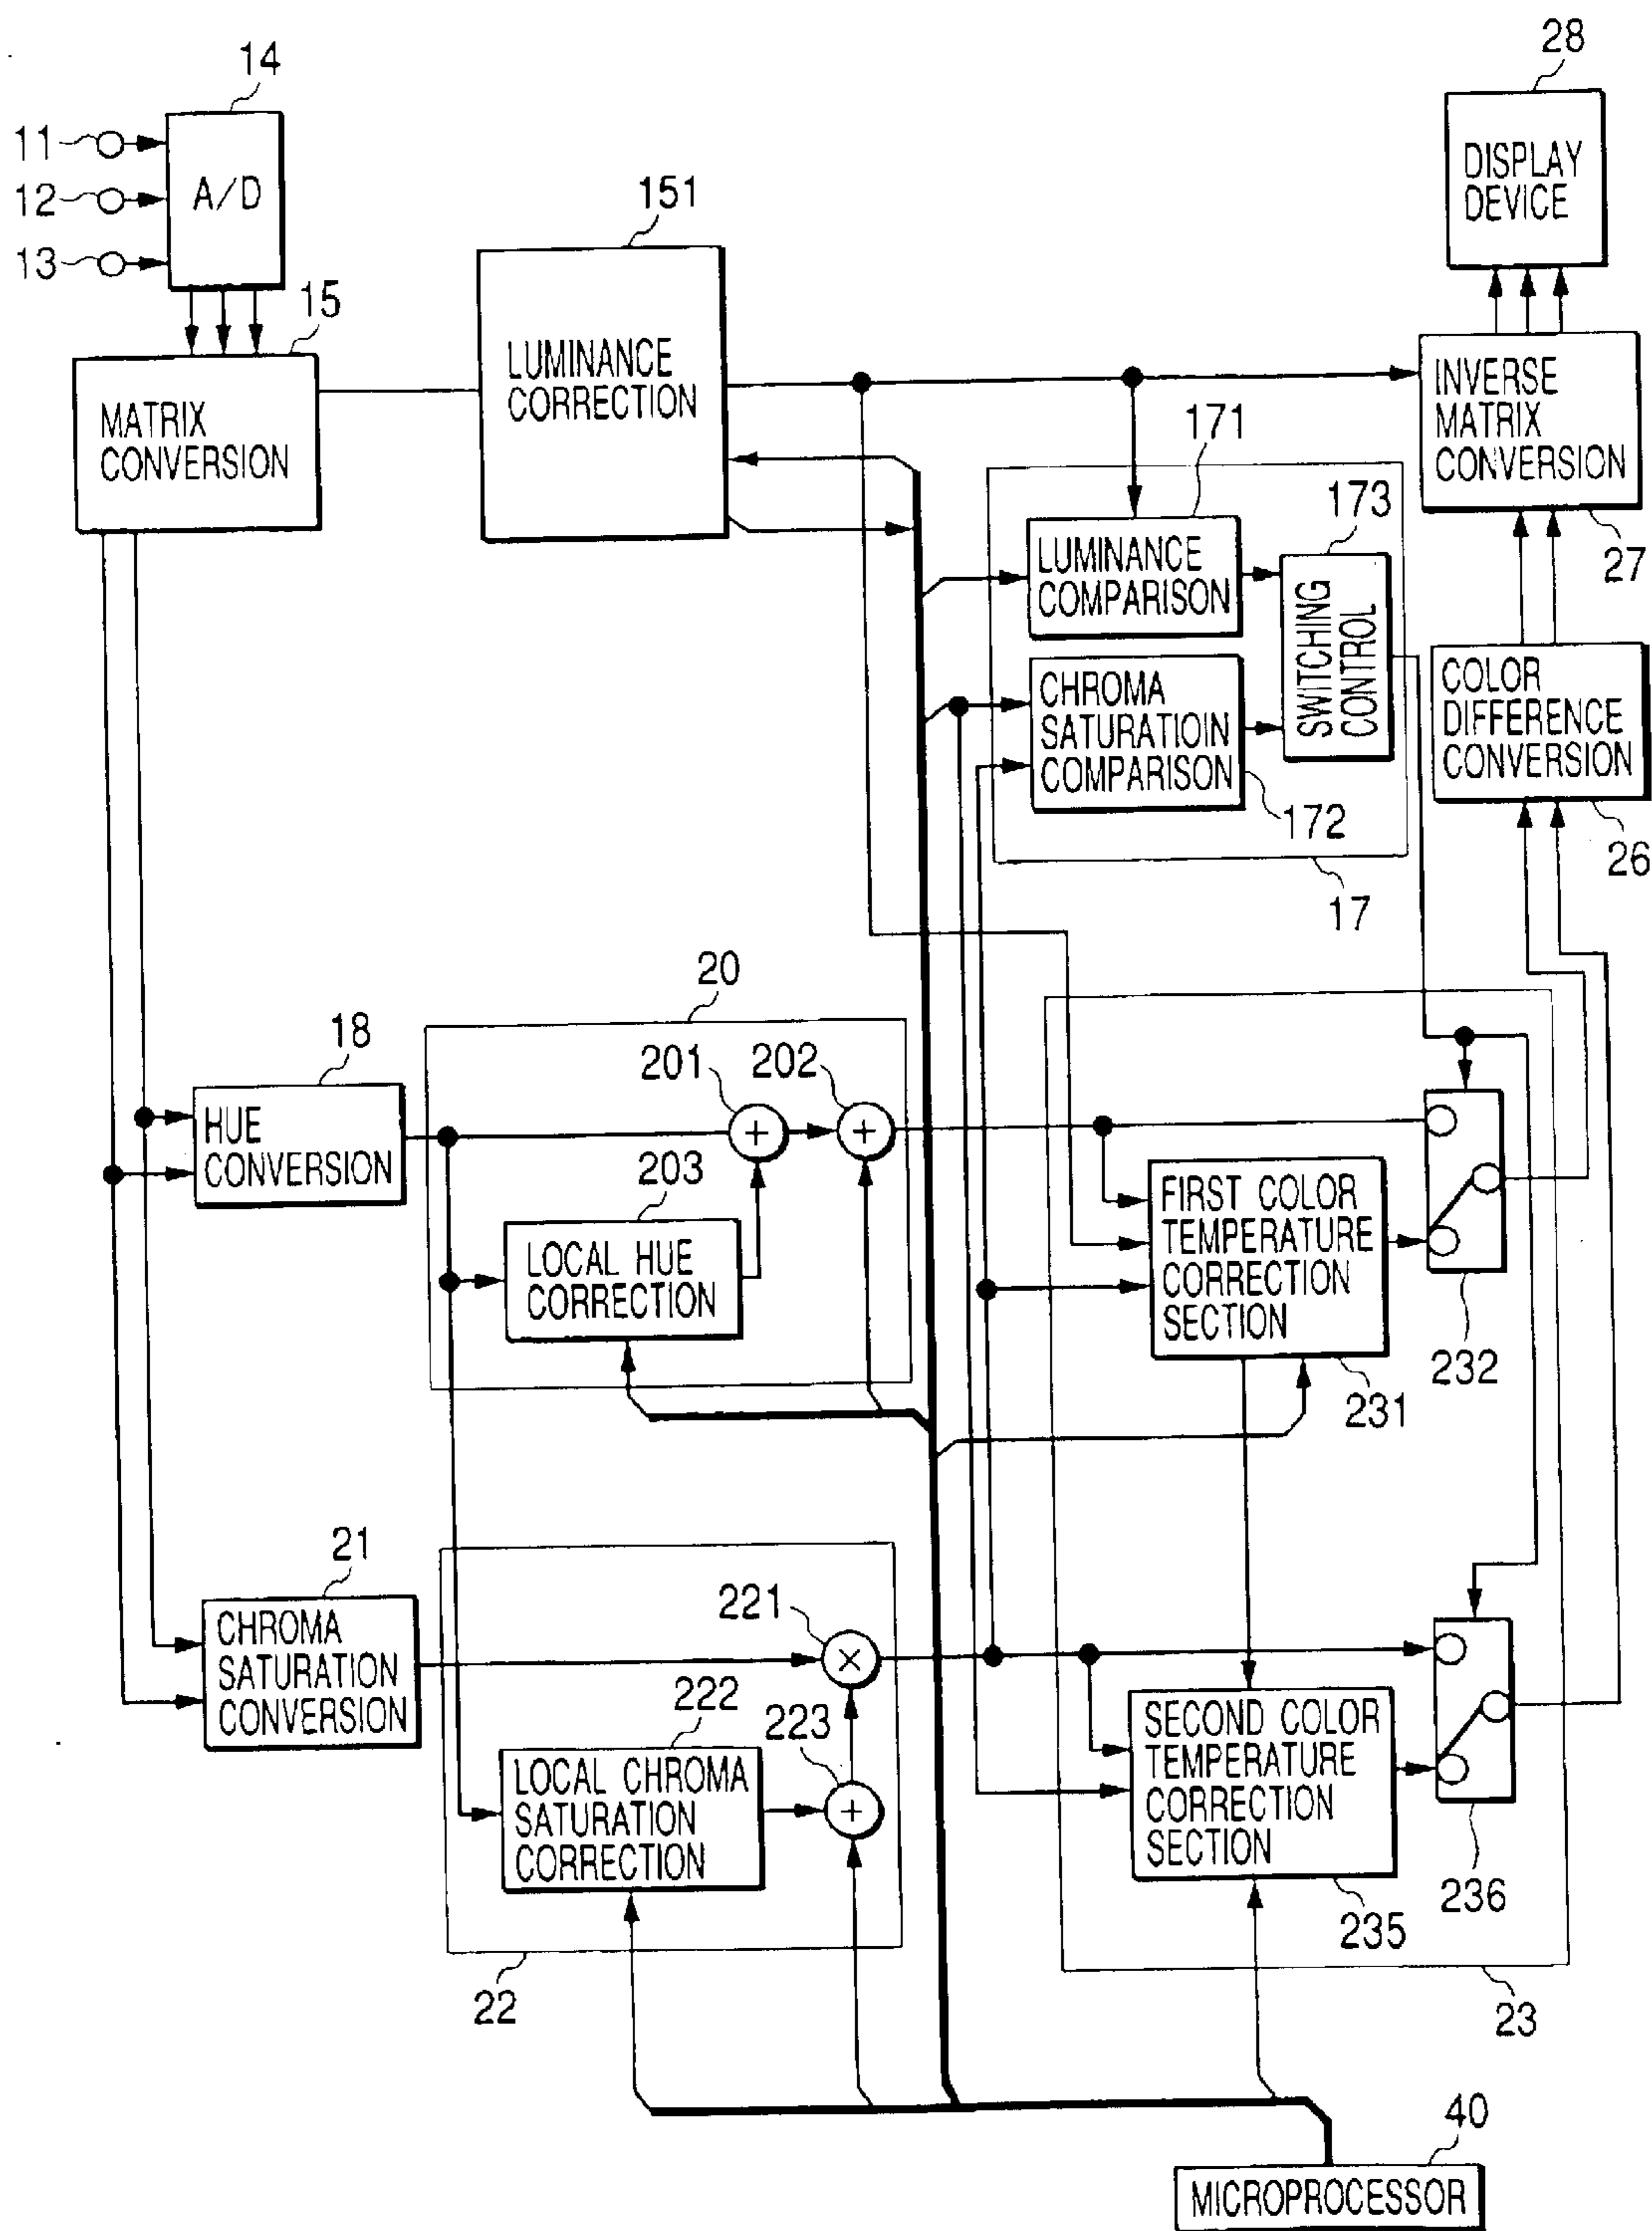 28
14
11
12
13
A/D
DISPLAY
DEVICE
151
15
LUMINANCE
CORRECTION
MATRIX
CONVERSION
INVERSE
MATRIX
CONVERSION
171
173
27
LUMINANCE
COMPARISON
SWITCHING
CONTROL
CHROMA
SATURATIOIN
COMPARISON
172
COLOR
DIFFERENCE
CONVERSION
26
17
20
18
201
202
HUE
CONVERSION
203
LOCAL HUE
CORRECTION
FIRST COLOR
TEMPERATURE
CORRECTION
SECTION
232
231
21
CHROMA
SATURATION
CONVERSION
221
222
223
LOCAL CHROMA
SATURATION
CORRECTION
SECOND COLOR
TEMPERATURE
CORRECTION
SECTION
236
235
22
23
40
MICROPROCESSOR
+
+
×
+